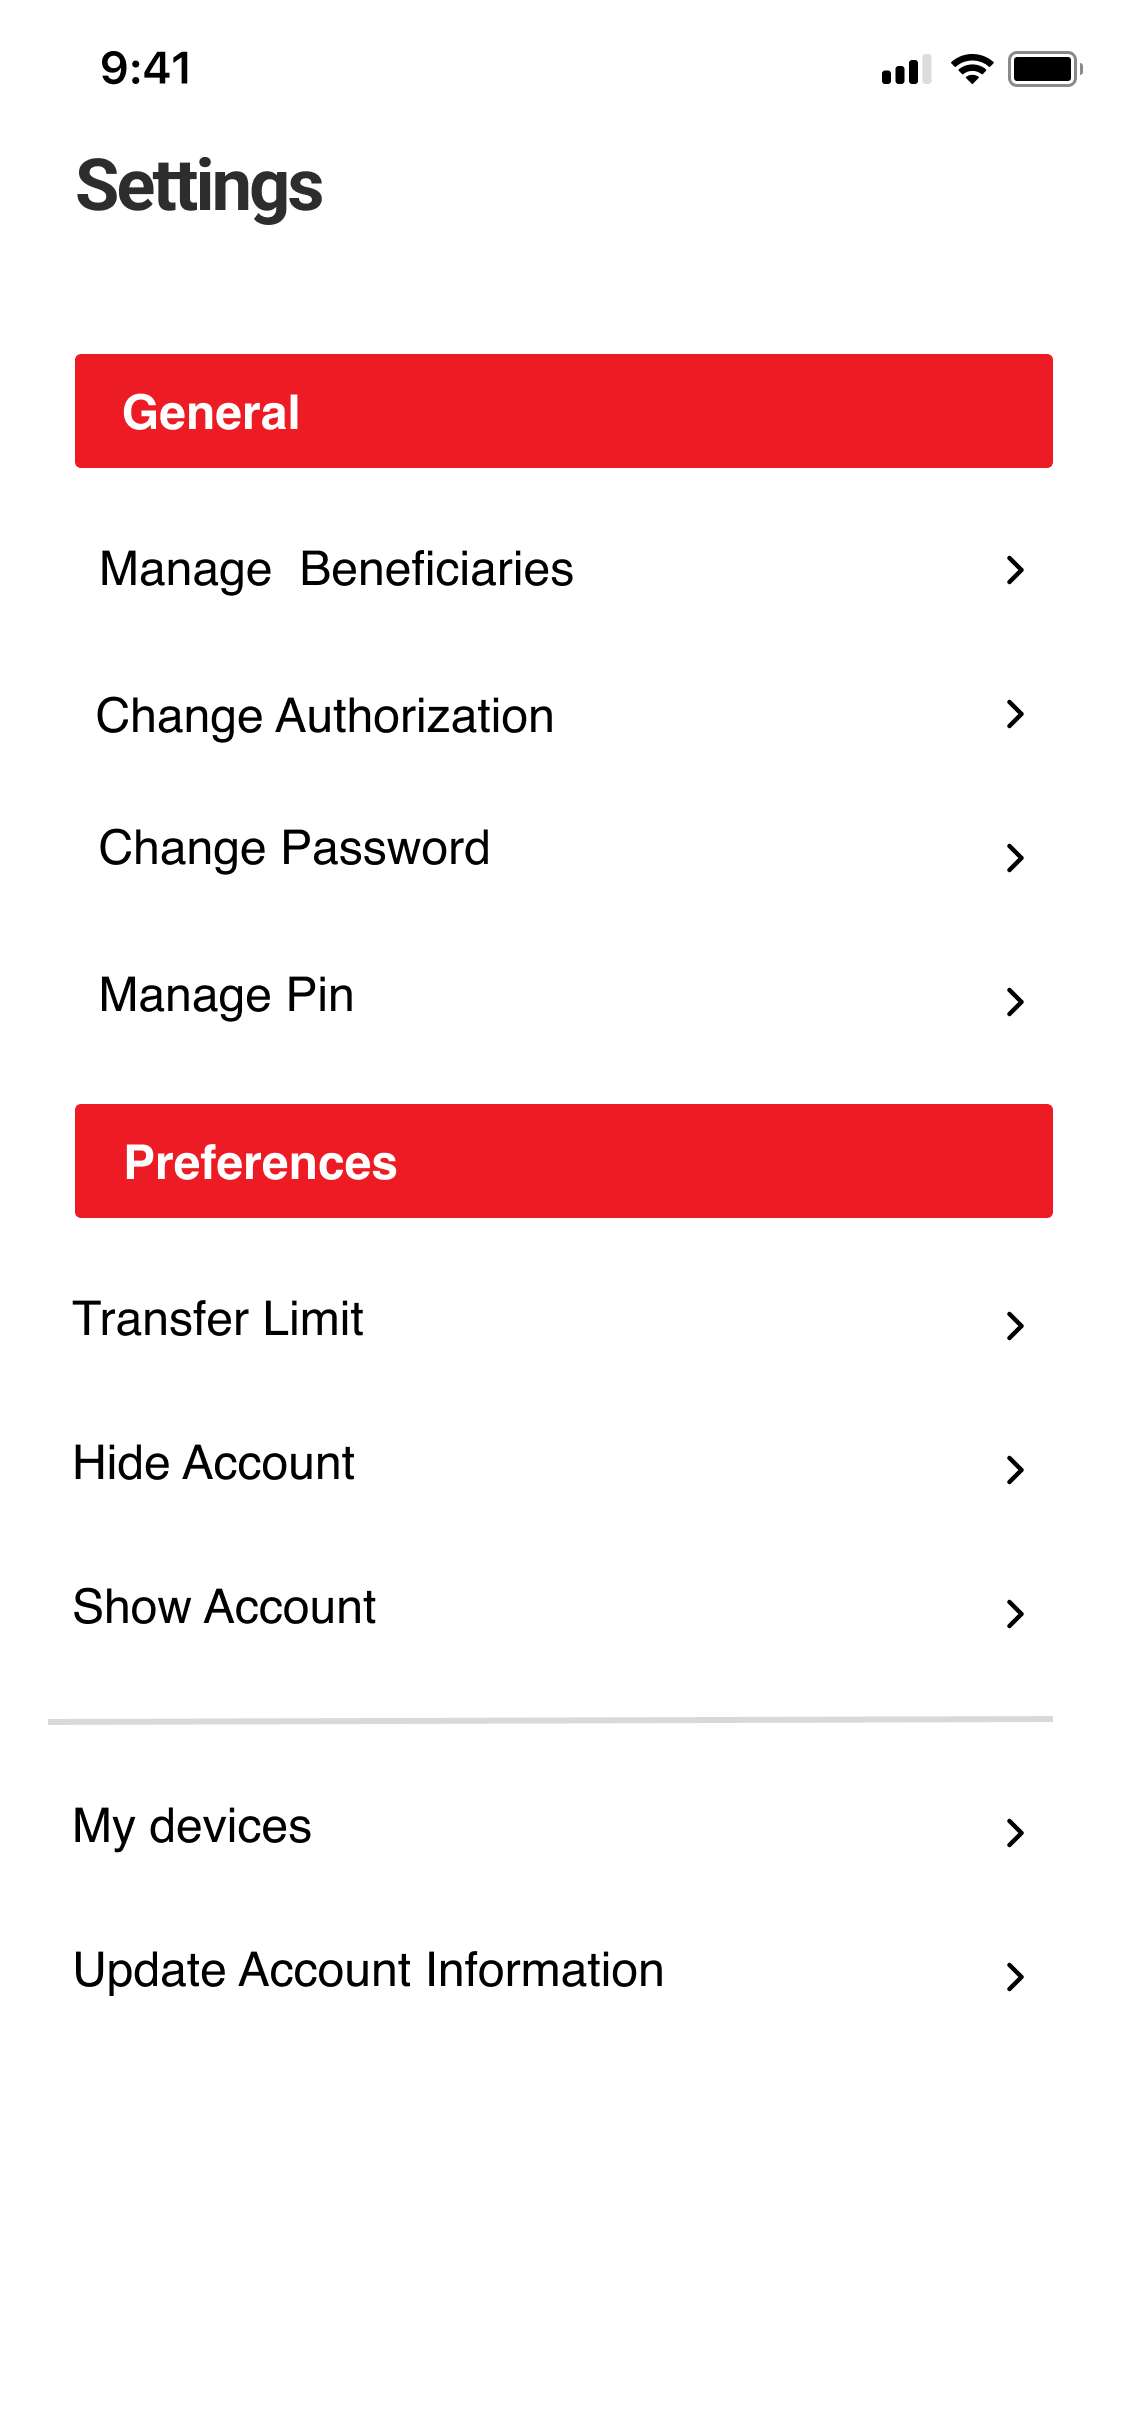 9:41
Settings
General
Manage  Beneficiaries
Change Authorization
Change Password
Manage Pin
Preferences
Transfer Limit
Hide Account
Show Account
My devices
Update Account Information